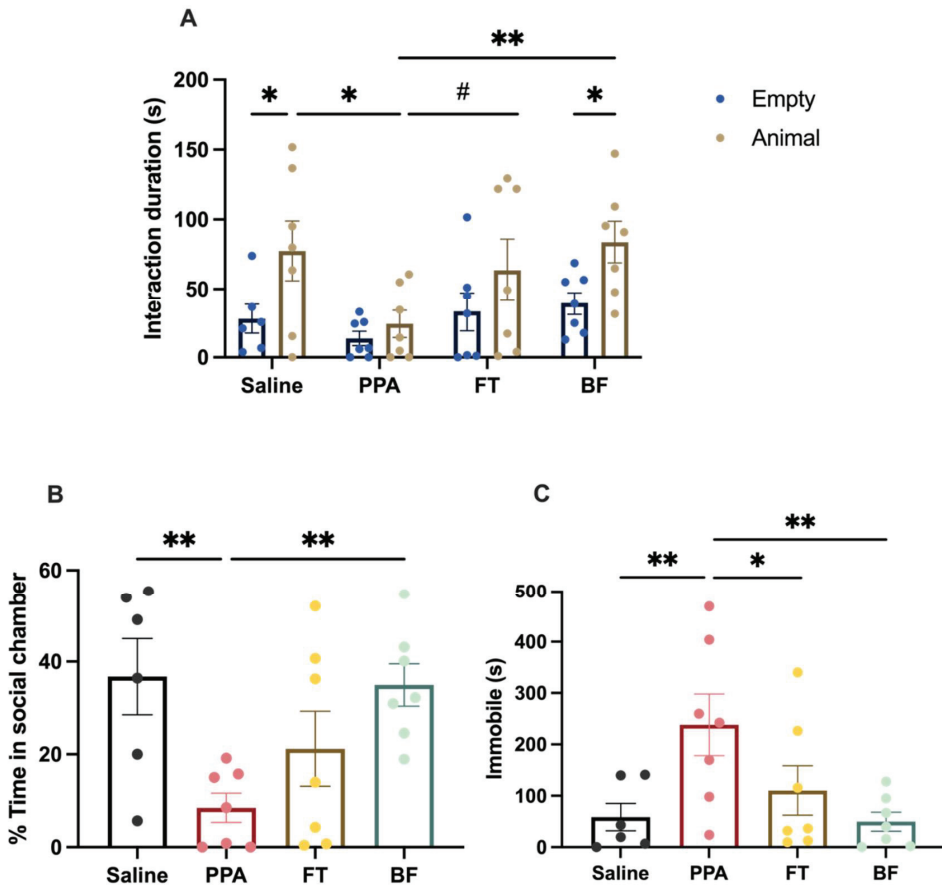 A
**
200
*
*
#
*
Empty
Animal
150
100
50
0
Interaction duration (s)
Saline PPA FT BF
B
**
**
60
40
20
0
% Time in social chamber
Saline PPA FT BF
C
**
**
*
500
400
300
200
100
0
Immobile (s)
Saline PPA FT BF